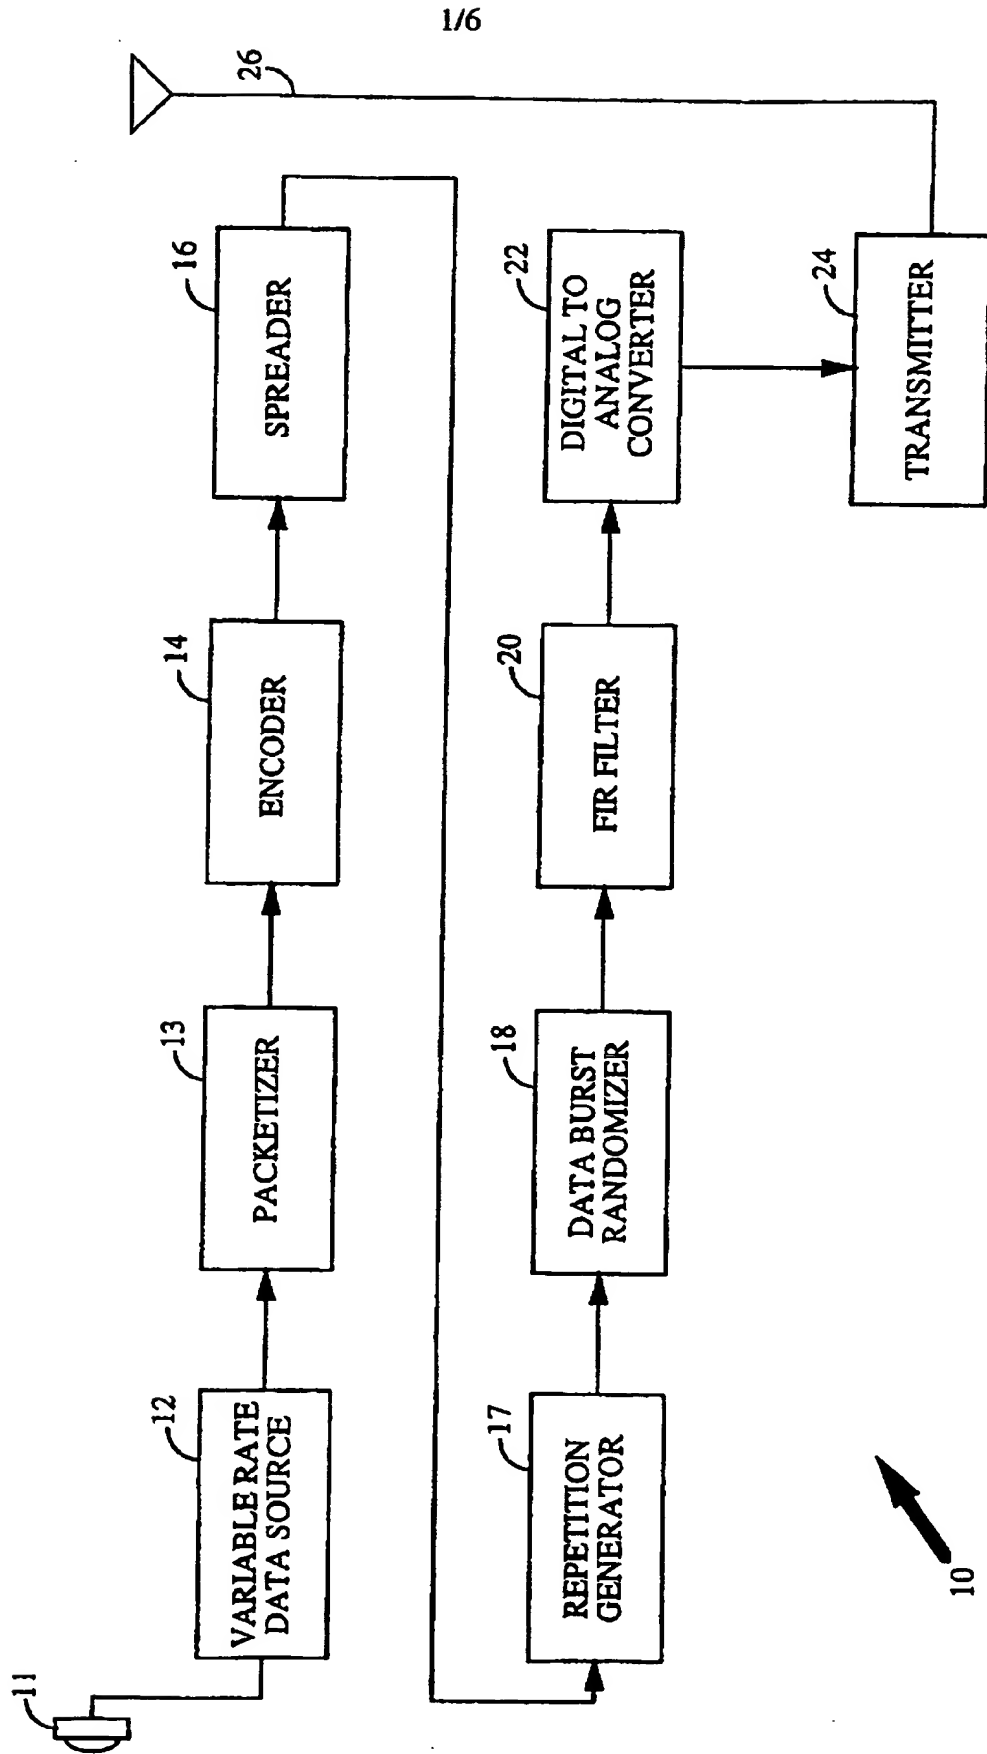 1/6
11
12
VARIABLE RATE
DATA SOURCE
13
PACKETIZER
14
ENCODER
16
SPREADER
26
17
REPETITION
GENERATOR
18
DATA BURST
RANDOMIZER
20
FIR FILTER
22
DIGITAL TO
ANALOG
CONVERTER
24
TRANSMITTER
10